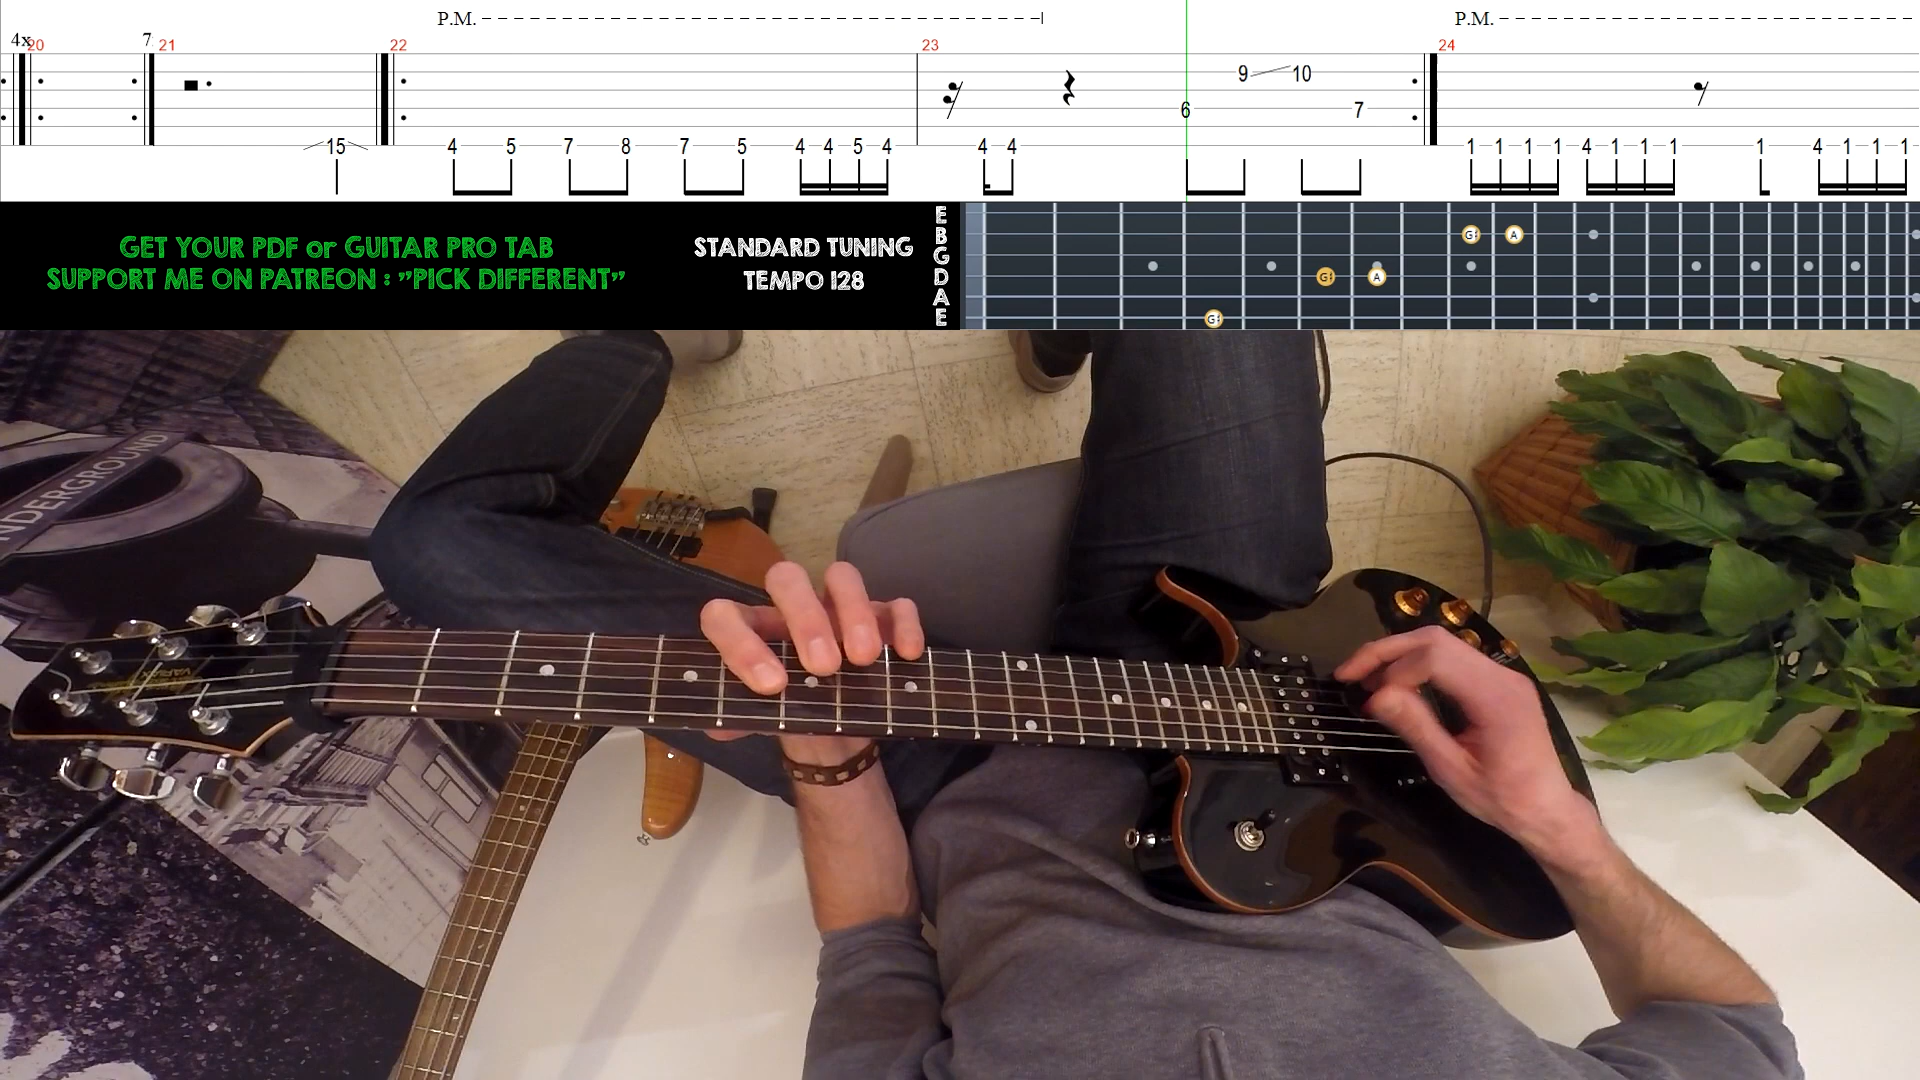 P.M. P.M.
4x 20 7 21 22 23 24
9 10
6 7
15 4 5 7 8 7 5 4 4 5 4 4 4 1 1 1 1 4 1 1 1 1 4 1 1 1
GET YOUR PDF or GUITAR PRO TAB
SUPPORT ME ON PATREON : "PICK DIFFERENT"
STANDARD TUNING
TEMPO 128
E
B
G
D
A
E
G♯ A
G♯ A
G♯
NDERGROUND